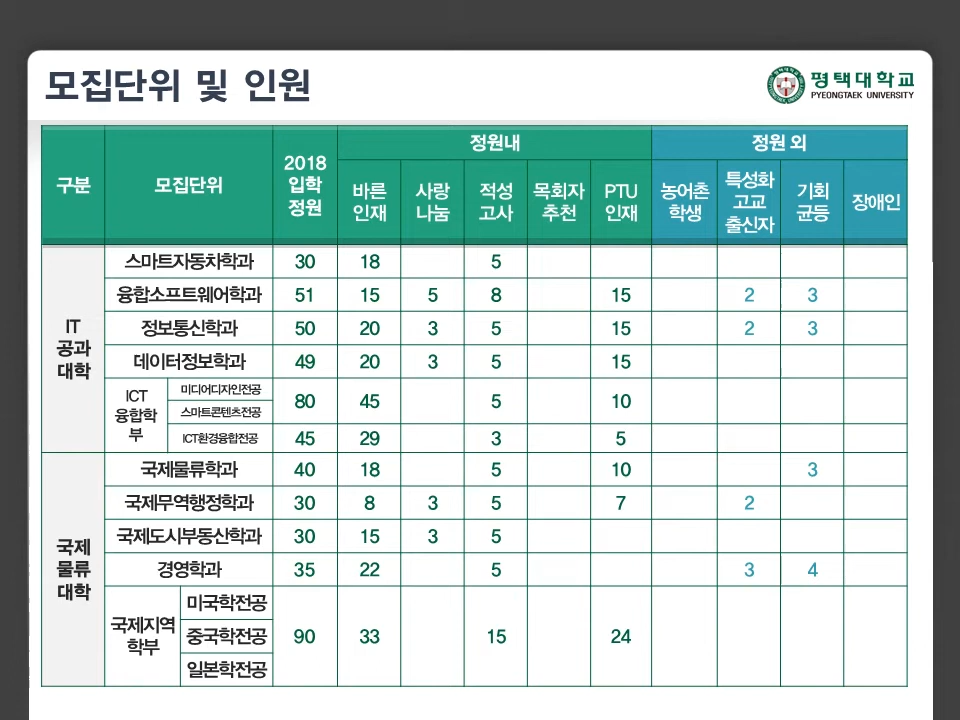 모집단위 및 인원
평택대학교
PYEONGTAEK UNIVERSITY
구분 모집단위 2018 입학 정원 정원내 정원 외
바른 인재 사랑 나눔 적성 고사 목회자 추천 PTU 인재 농어촌 학생 특성화 고교 출신자 기회 균등 장애인
IT 공과 대학
스마트자동차학과 30 18 5
융합소프트웨어학과 51 15 5 8 15 2 3
정보통신학과 50 20 3 5 15 2 3
데이터정보학과 49 20 3 5 15
ICT 융합학 부
미디어디자인전공
스마트콘텐츠전공
80 45 5 10
ICT환경융합전공 45 29 3 5
국제 물류 대학
국제물류학과 40 18 5 10 3
국제무역행정학과 30 8 3 5 7 2
국제도시부동산학과 30 15 3 5
경영학과 35 22 5 3 4
국제지역 학부
미국학전공
중국학전공 90 33 15 24
일본학전공